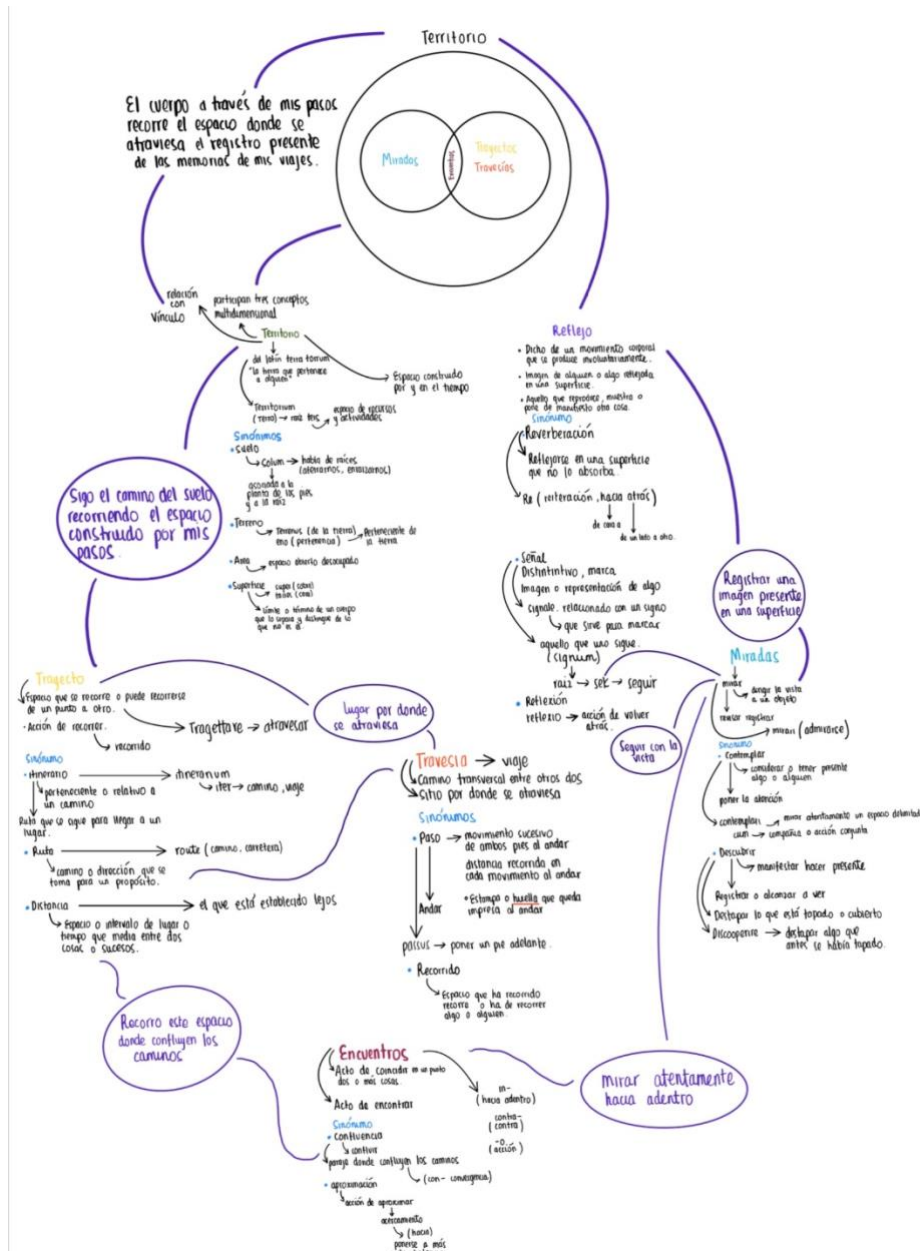 Territorio
El cuerpo a través de mis pasos
recorre el espacio donde se
atraviesa el registro presente
de las memorias de mis viajes.
Miradas
Encuentros
Trayectos
Travesías
relación
con
Vínculo
participan tres conceptos
multidimensional
Territorio
del latín terra torium
"la tierra que pertenece
a alguien"
Espacio construido
por y en el tiempo
Territorium
(terra) → raíz ters
espacio de recursos
y actividades
Sinónimos
• Suelo
Solum → habla de raíces
(aterrarnos, enraizarnos)
asociado a la
planta de los pies
y a la raíz
• Terreno
Terrenus (de la tierra)
eno (pertenencia)
Perteneciente de
la tierra
• Área
espacio abierto desocupado
• Superficie
super (sobre)
facies (cara)
límite o término de un cuerpo
que lo separa y distingue de lo
que no es él.
Sigo el camino del suelo
recorriendo el espacio
construido por mis
pasos.
Reflejo
• Dicho de un movimiento corporal
que se produce involuntariamente.
• Imagen de alguien o algo reflejada
en una superficie.
• Aquello que reproduce, muestra o
pone de manifiesto otra cosa.
Sinónimo
• Reverberación
Reflejarse en una superficie
que no lo absorba.
Re (reiteración, hacia atrás)
de cara a
de un lado a otro.
• Señal
Distintintivo, marca
Imagen o representación de algo
signale. relacionado con un signo
que sirve para marcar
aquello que uno sigue.
(signum)
raíz → sek → seguir
• Reflexión
reflexio → acción de volver
atrás.
Registrar una
imagen presente
en una superficie
Miradas
mirar
dirigir la vista
a un objeto
revisar registrar
mirari (admirarse)
Sinónimo
• Contemplar
considerar o tener presente
algo o alguien
poner la atención
contemplari
mirar atentamente un espacio delimitad
cum → compañía o acción conjunta
• Descubrir
manifestar hacer presente
Registrar o alcanzar a ver
Destapar lo que está tapado o cubierto
Discooperire → destapar algo que
antes se había tapado.
Seguir con la
vista
Trayecto
Espacio que se recorre o puede recorrerse
de un punto a otro.
• Acción de recorrer.
recorrido
Tragettare → atravesar
Sinónimo
• itinerario → itinerarium
perteneciente o relativo a
un camino
iter → camino, viaje
Ruta que se sigue para llegar a un
lugar.
• Ruta → route (camino, carretera)
camino o dirección que se
toma para un propósito.
• Distancia → el que está establecido lejos
Espacio o intervalo de lugar o
tiempo que media entre dos
cosas o sucesos.
lugar por donde
se atraviesa
Travesía → viaje
Camino transversal entre otros dos
Sitio por donde se atraviesa
Sinónimos
• Paso → movimiento sucesivo
de ambos pies al andar
distancia recorrida en
cada movimiento al andar
Andar
• Estampa o huella que queda
impresa al andar
passus → poner un pie adelante.
• Recorrido
Espacio que ha recorrido
recorre o ha de recorrer
algo o alguien.
Recorro este espacio
donde confluyen los
caminos
Encuentros
Acto de coincidir en un punto
dos o más cosas.
Acto de encontrar
in-
(hacia adentro)
contra-
(contra)
-o.
(acción)
Sinónimo
• Confluencia
confluir
paraje donde confluyen los caminos
(con- convergencia)
• aproximación
acción de aproximar
acercamiento
(hacia)
ponerse a más
mirar atentamente
hacia adentro